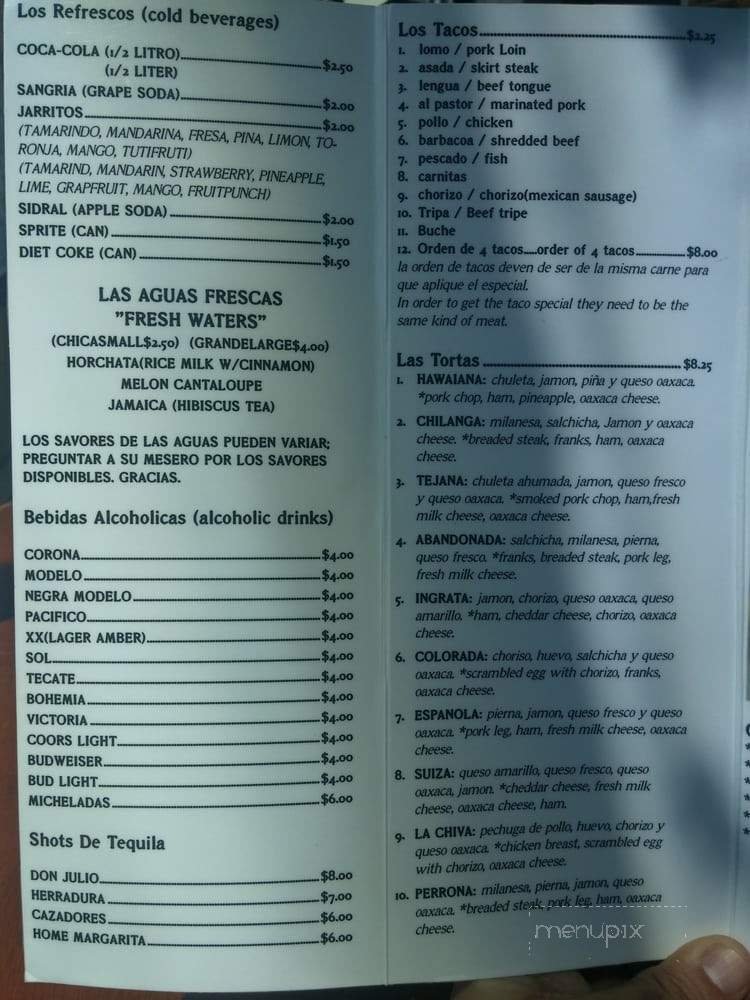 Los Refrescos (cold beverages)
COCA-COLA (1/2 LITRO) $2.50
(1/2 LITER)
SANGRIA (GRAPE SODA) $2.00
JARRITOS $2.00
(TAMARINDO, MANDARINA, FRESA, PINA, LIMON, TO-
RONJA, MANGO, TUTIFRUTI)
(TAMARIND, MANDARIN, STRAWBERRY, PINEAPPLE,
LIME, GRAPFRUIT, MANGO, FRUITPUNCH)
SIDRAL (APPLE SODA) $2.00
SPRITE (CAN) $1.50
DIET COKE (CAN) $1.50
LAS AGUAS FRESCAS
"FRESH WATERS"
(CHICASMALL$2.50) (GRANDELARGE$4.00)
HORCHATA(RICE MILK W/CINNAMON)
MELON CANTALOUPE
JAMAICA (HIBISCUS TEA)
LOS SAVORES DE LAS AGUAS PUEDEN VARIAR;
PREGUNTAR A SU MESERO POR LOS SAVORES
DISPONIBLES. GRACIAS.
Bebidas Alcoholicas (alcoholic drinks)
CORONA $4.00
MODELO $4.00
NEGRA MODELO $4.00
PACIFICO $4.00
XX(LAGER AMBER) $4.00
SOL $4.00
TECATE $4.00
BOHEMIA $4.00
VICTORIA $4.00
COORS LIGHT $4.00
BUDWEISER $4.00
BUD LIGHT $4.00
MICHELADAS $6.00
Shots De Tequila
DON JULIO $8.00
HERRADURA $7.00
CAZADORES $6.00
HOME MARGARITA $6.00
Los Tacos $2.25
1. lomo / pork Loin
2. asada / skirt steak
3. lengua / beef tongue
4. al pastor / marinated pork
5. pollo / chicken
6. barbacoa / shredded beef
7. pescado / fish
8. carnitas
9. chorizo / chorizo(mexican sausage)
10. Tripa / Beef tripe
11. Buche
12. Orden de 4 tacos.....order of 4 tacos $8.00
la orden de tacos deven de ser de la misma carne para
que aplique el especial.
In order to get the taco special they need to be the
same kind of meat.
Las Tortas $8.25
1. HAWAIANA: chuleta, jamon, piña y queso oaxaca.
*pork chop, ham, pineapple, oaxaca cheese.
2. CHILANGA: milanesa, salchicha, Jamon y oaxaca
cheese. *breaded steak, franks, ham, oaxaca
cheese.
3. TEJANA: chuleta ahumada, jamon, queso fresco
y queso oaxaca. *smoked pork chop, ham,fresh
milk cheese, oaxaca cheese.
4. ABANDONADA: salchicha, milanesa, pierna,
queso fresco. *franks, breaded steak, pork leg,
fresh milk cheese.
5. INGRATA: jamon, chorizo, queso oaxaca, queso
amarillo. *ham, cheddar cheese, chorizo, oaxaca
cheese.
6. COLORADA: choriso, huevo, salchicha y queso
oaxaca. *scrambled egg with chorizo, franks,
oaxaca cheese.
7. ESPANOLA: pierna, jamon, queso fresco y queso
oaxaca. *pork leg, ham, fresh milk cheese, oaxaca
cheese.
8. SUIZA: queso amarillo, queso fresco, queso
oaxaca, jamon. *cheddar cheese, fresh milk
cheese, oaxaca cheese, ham.
9. LA CHIVA: pechuga de pollo, huevo, chorizo y
queso oaxaca. *chicken breast, scrambled egg
with chorizo, oaxaca cheese.
10. PERRONA: milanesa, pierna, jamon, queso
oaxaca. *breaded steak, pork leg, ham, oaxaca
cheese.
menupix